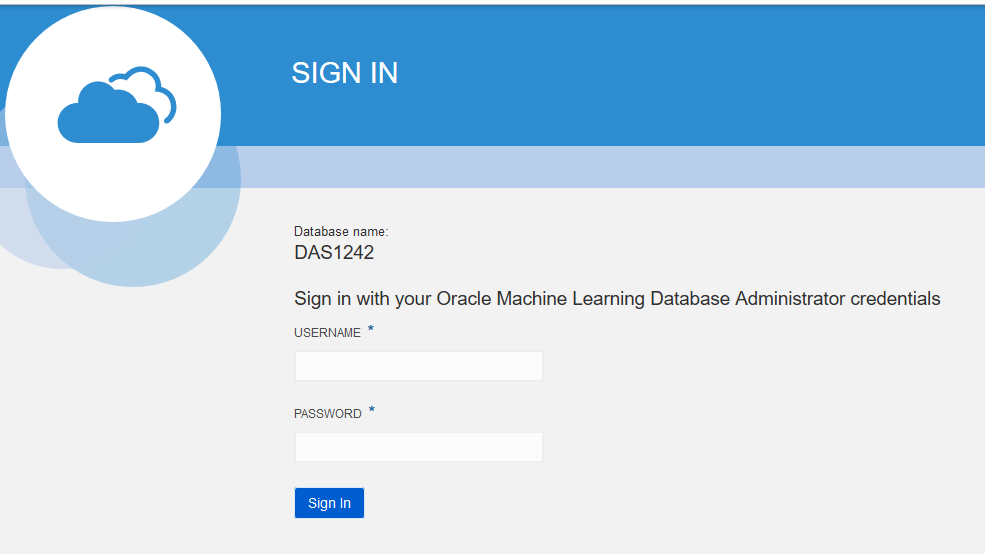 SIGN IN
Database name:
DAS1242
Sign in with your Oracle Machine Learning Database Administrator credentials
USERNAME *
PASSWORD *
Sign In